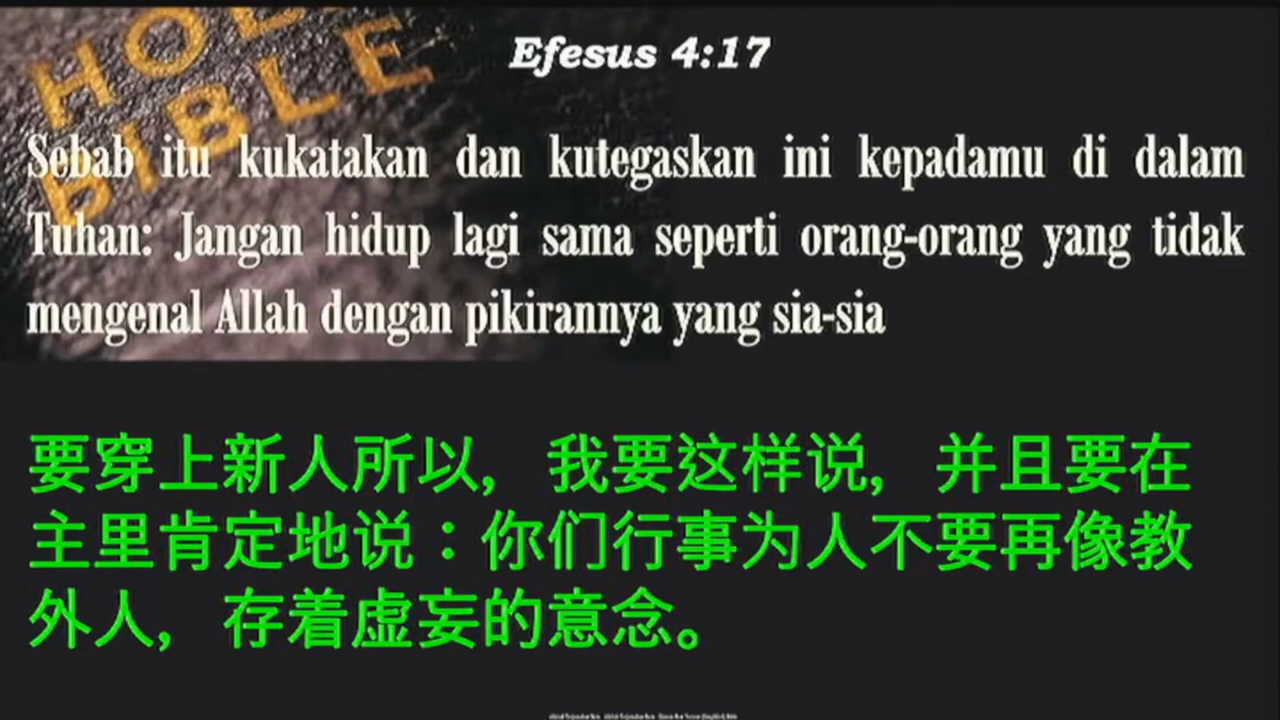 HOLY
BIBLE
Efesus 4:17
Sebab itu kukatakan dan kutegaskan ini kepadamu di dalam
Tuhan: Jangan hidup lagi sama seperti orang-orang yang tidak
mengenal Allah dengan pikirannya yang sia-sia
要穿上新人所以，我要这样说，并且要在
主里肯定地说：你们行事为人不要再像教
外人，存着虚妄的意念。